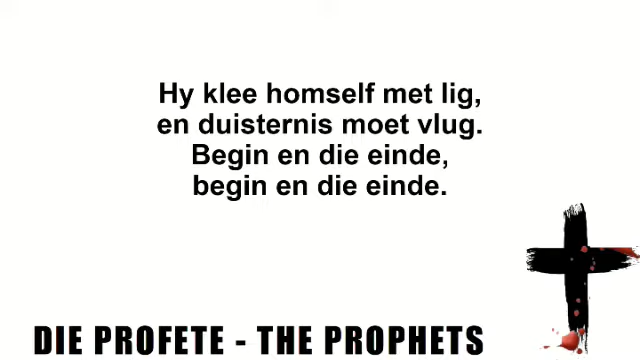 Hy klee homself met lig,
en duisternis moet vlug.
Begin en die einde,
begin en die einde.
DIE PROFETE - THE PROPHETS